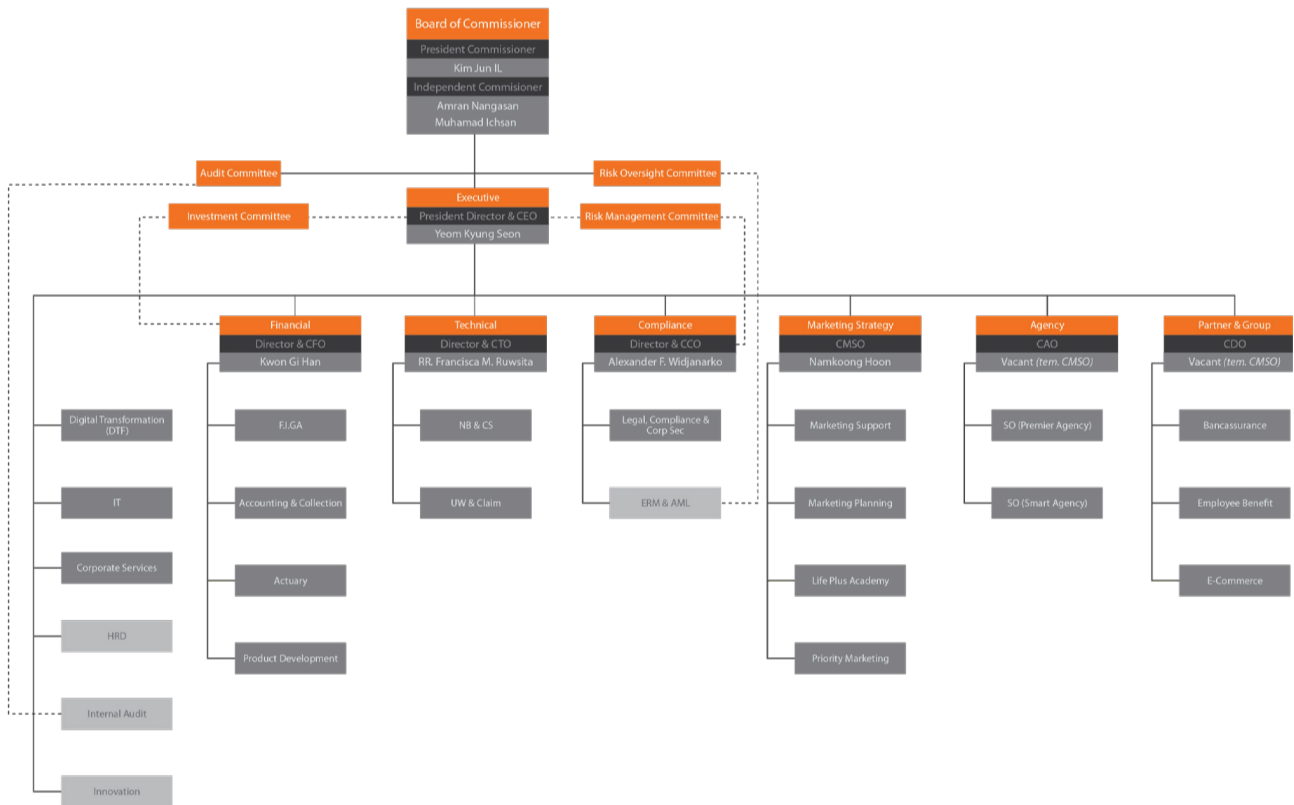 Board of Commissioner
President Commissioner
Kim Jun IL
Independent Commisioner
Amran Nangasan
Muhamad Ichsan
Audit Committee
Risk Oversight Committee
Executive
President Director & CEO
Yeom Kyung Seon
Investment Committee
Risk Management Committee
Financial
Director & CFO
Kwon Gi Han
Technical
Director & CTO
RR. Francisca M. Ruwsita
Compliance
Director & CCO
Alexander F. Widjanarko
Marketing Strategy
CMSO
Namkoong Hoon
Agency
CAO
Vacant (tem. CMSO)
Partner & Group
CDO
Vacant (tem. CMSO)
Digital Transformation
(DTF)
IT
Corporate Services
HRD
Internal Audit
Innovation
F.I.GA
Accounting & Collection
Actuary
Product Development
NB & CS
UW & Claim
Legal, Compliance &
Corp Sec
ERM & AML
Marketing Support
Marketing Planning
Life Plus Academy
Priority Marketing
SO (Premier Agency)
SO (Smart Agency)
Bancassurance
Employee Benefit
E-Commerce